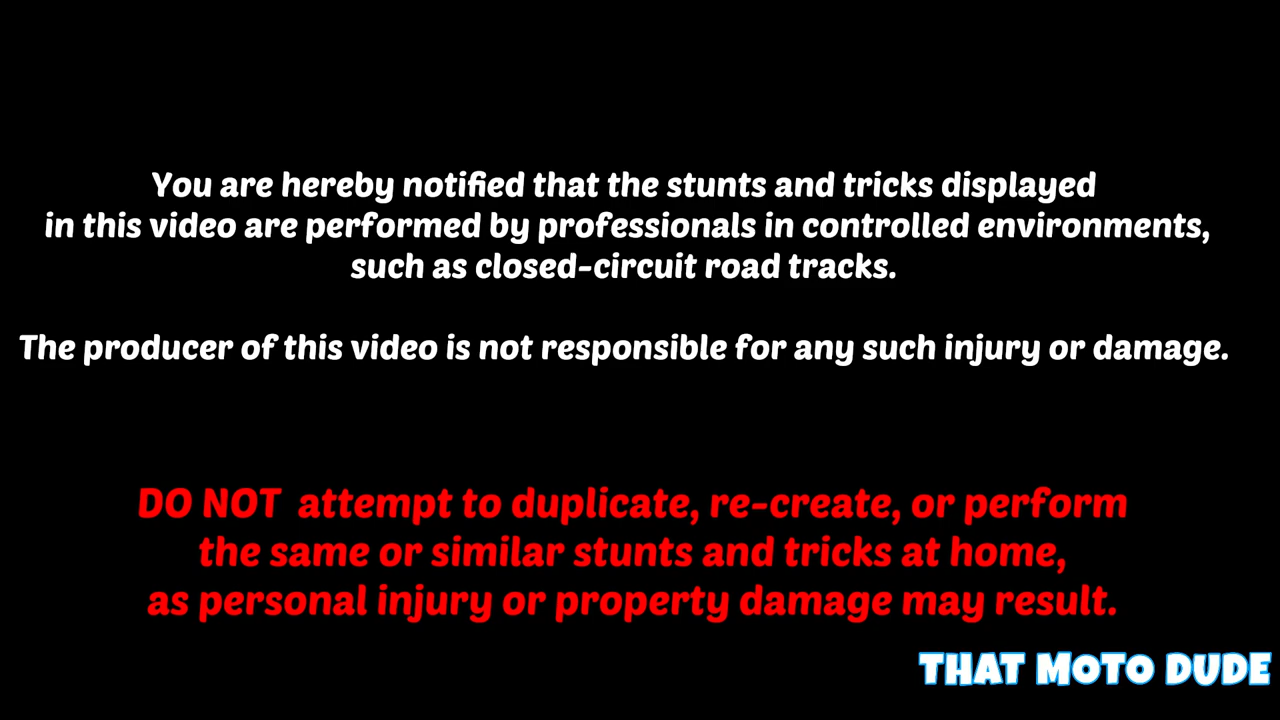 You are hereby notified that the stunts and tricks displayed
in this video are performed by professionals in controlled environments,
such as closed-circuit road tracks.
The producer of this video is not responsible for any such injury or damage.
DO NOT attempt to duplicate, re-create, or perform
the same or similar stunts and tricks at home,
as personal injury or property damage may result.
THAT MOTO DUDE